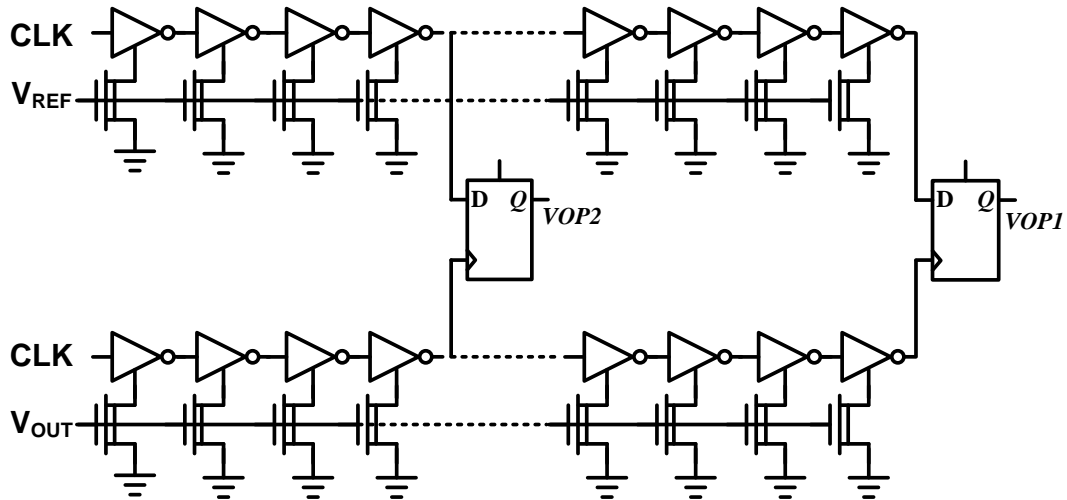 CLK
VREF
D Q
VOP2
D Q
VOP1
CLK
VOUT